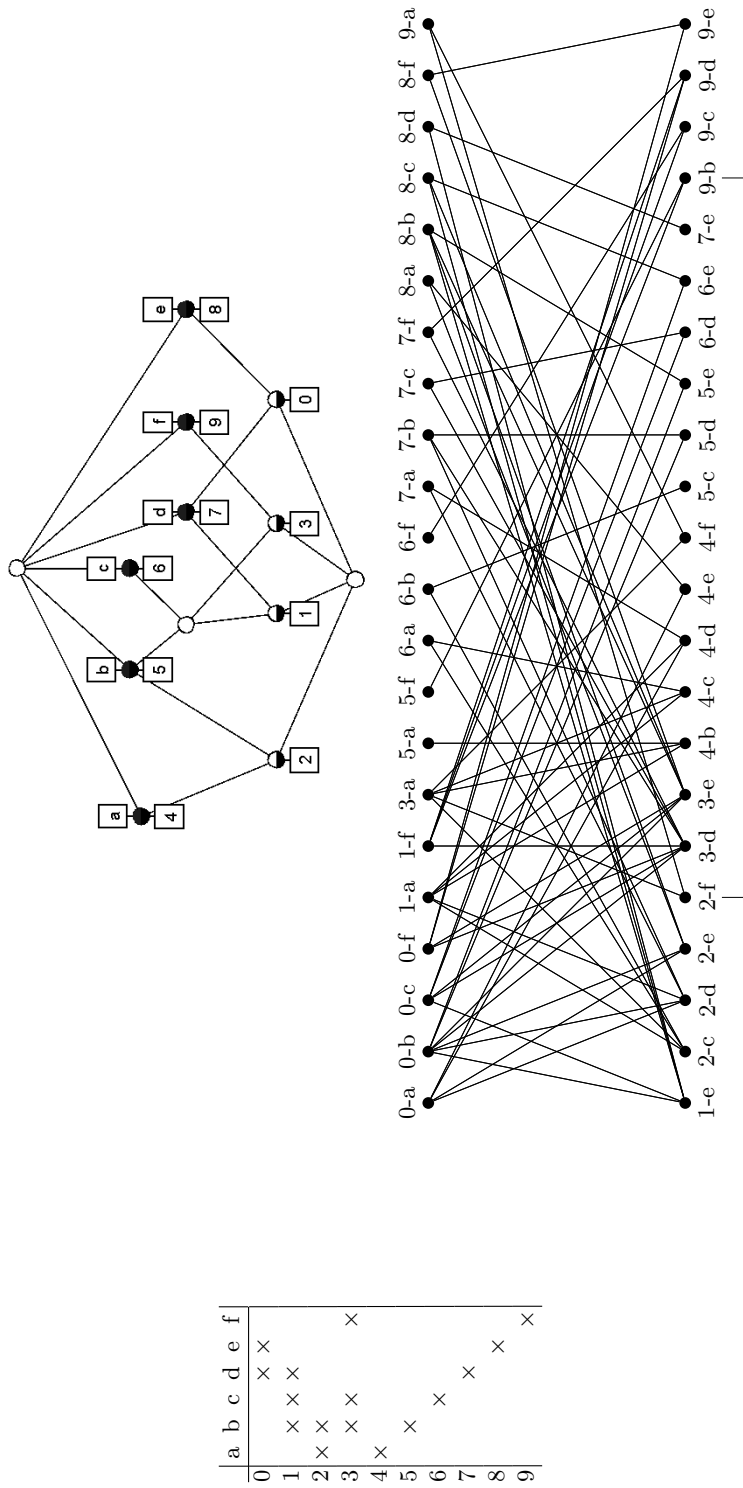 a
b
c
d
f
e
4
5
6
7
9
8
2
1
3
0
0-a 0-b 0-c 0-f 1-a 1-f 3-a 5-a 5-f 6-a 6-b 6-f 7-a 7-b 7-c 7-f 8-a 8-b 8-c 8-d 8-f 9-a
1-e 2-c 2-d 2-e 2-f 3-d 3-e 4-b 4-c 4-d 4-e 4-f 5-c 5-d 5-e 6-d 6-e 7-e 9-b 9-c 9-d 9-e
a b c d e f
0 × ×
1 × × ×
2 × ×
3 × × ×
4 ×
5 ×
6 ×
7 ×
8 ×
9 ×